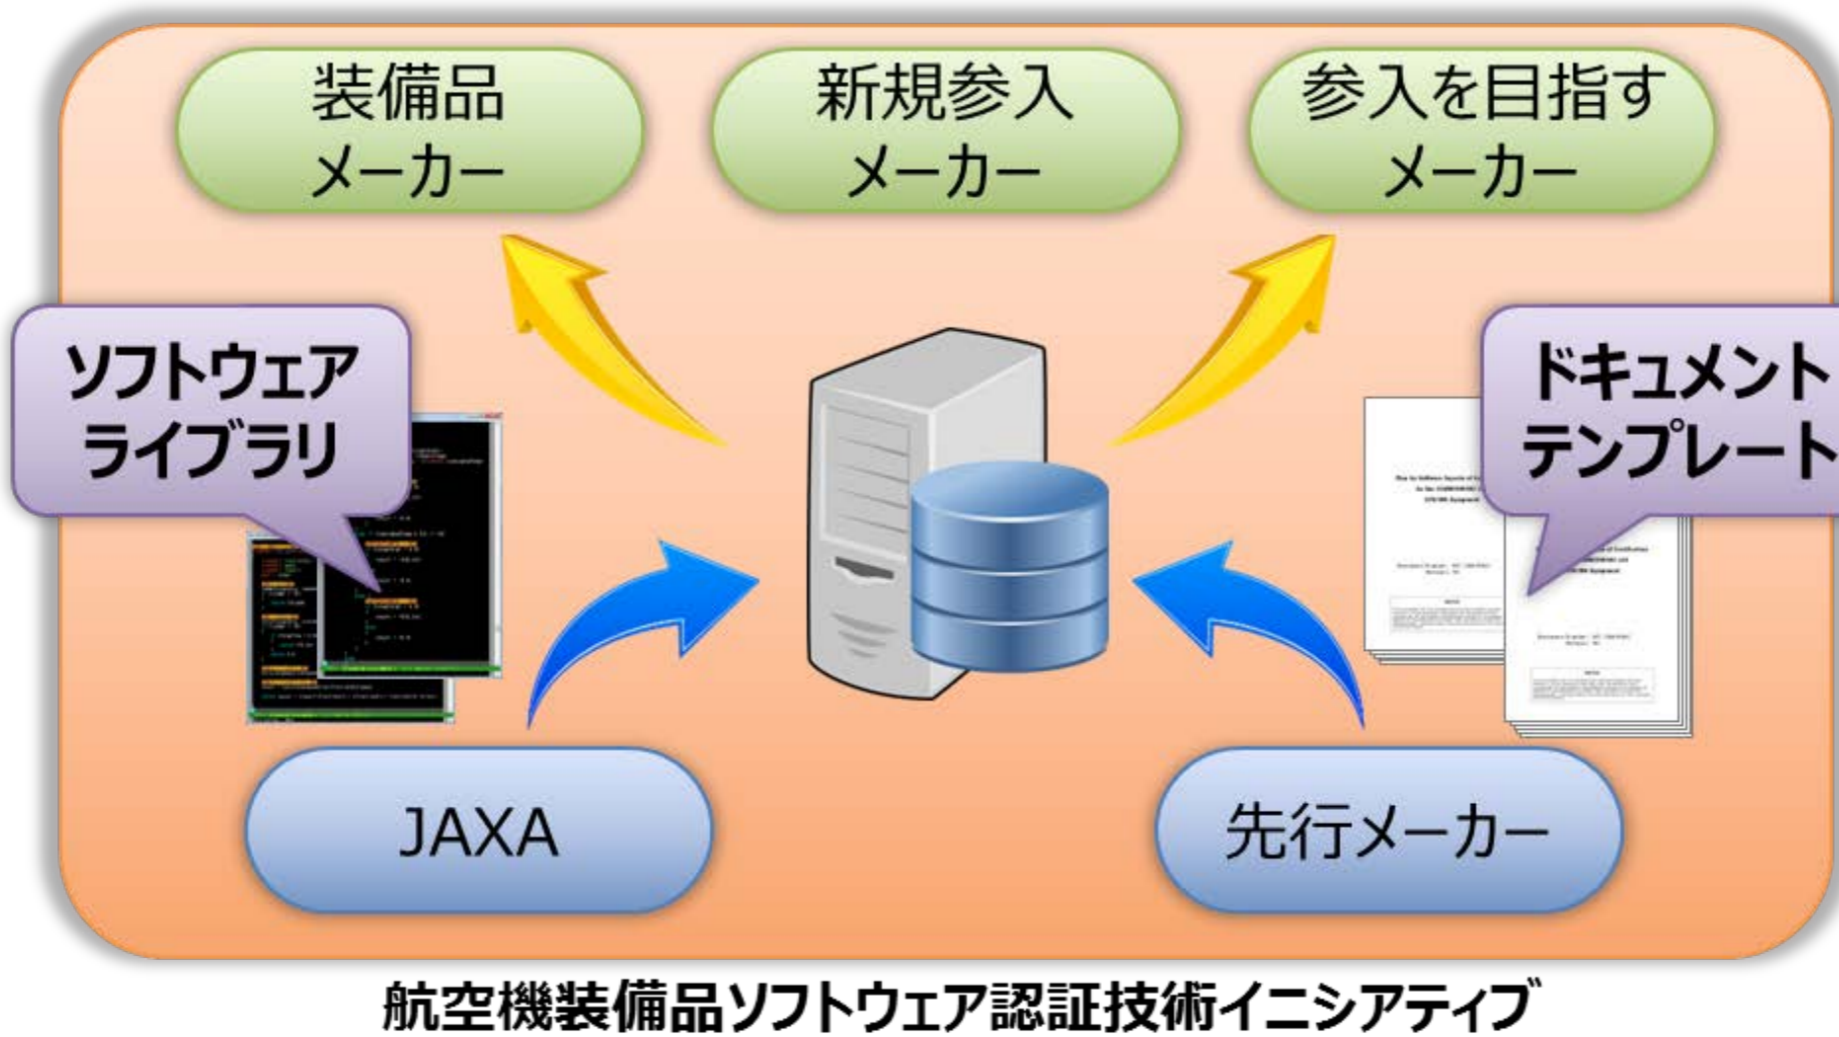 装備品
メーカー
新規参入
メーカー
参入を目指す
メーカー
ソフトウェア
ライブラリ
ドキュメント
テンプレート
JAXA
先行メーカー
航空機装備品ソフトウェア認証技術イニシアティブ